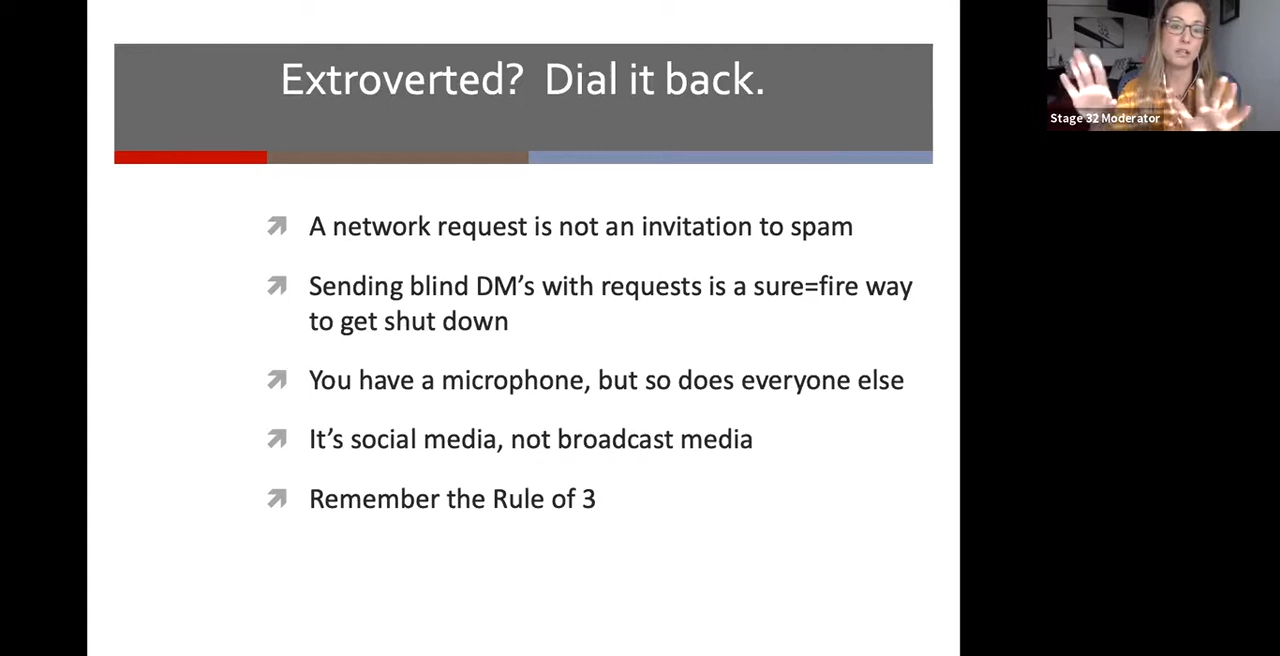 Extroverted? Dial it back.
Stage 32 Moderator
A network request is not an invitation to spam
Sending blind DM’s with requests is a sure=fire way
to get shut down
You have a microphone, but so does everyone else
It’s social media, not broadcast media
Remember the Rule of 3